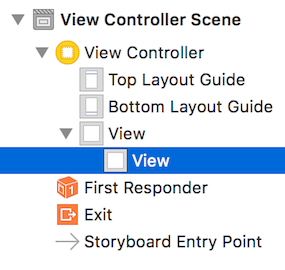 View Controller Scene
View Controller
Top Layout Guide
Bottom Layout Guide
View
View
First Responder
Exit
Storyboard Entry Point